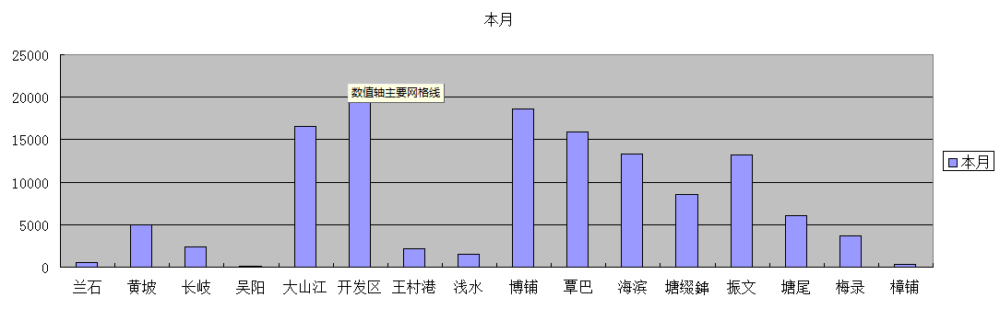 本月
25000
20000
15000
10000
5000
0
数值轴主要网格线
兰石 黄坡 长岐 吴阳 大山江 开发区 王村港 浅水 博铺 覃巴 海滨 塘缀 振文 塘尾 梅录 樟铺
本月